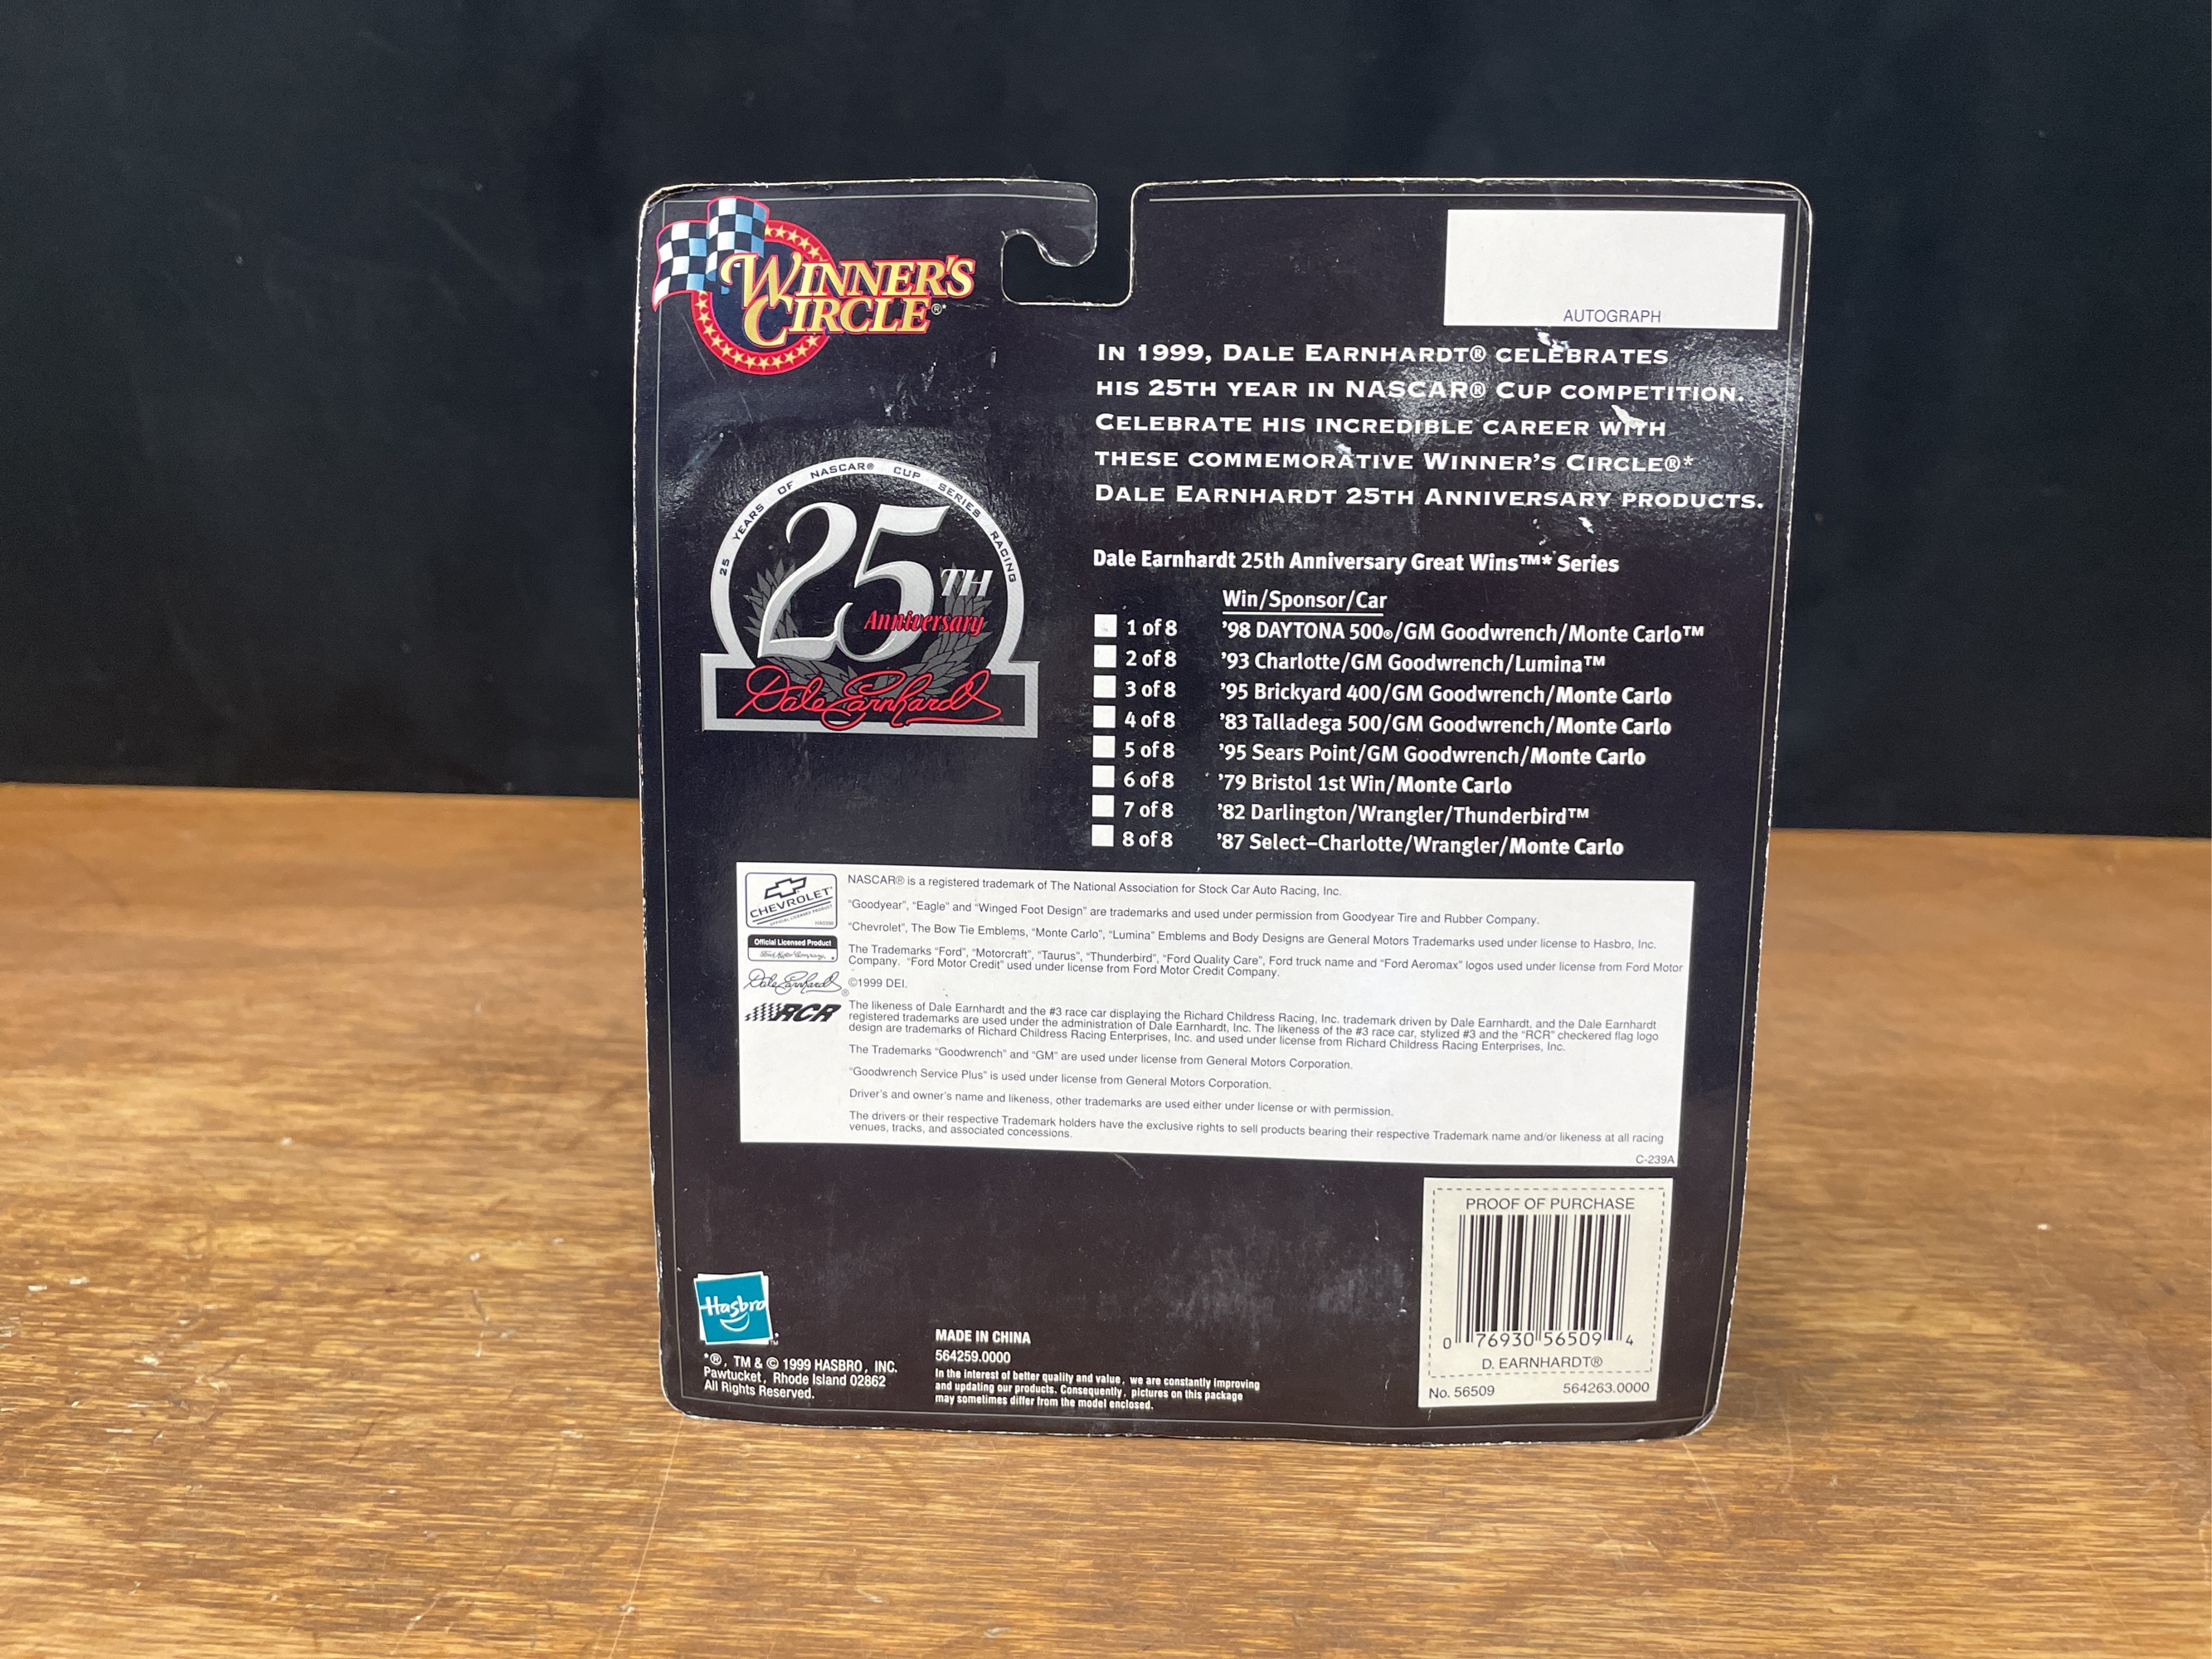 WINNER'S
CIRCLE®*
AUTOGRAPH
IN 1999, DALE EARNHARDT® CELEBRATES
HIS 25TH YEAR IN NASCAR® CUP COMPETITION.
CELEBRATE HIS INCREDIBLE CAREER WITH
THESE COMMEMORATIVE WINNER'S CIRCLE®*
DALE EARNHARDT 25TH ANNIVERSARY PRODUCTS.
25 YEARS OF NASCAR® CUP SERIES RACING
25TH
Anniversary
Dale Earnhardt
Dale Earnhardt 25th Anniversary Great Wins™* Series
Win/Sponsor/Car
1 of 8 '98 DAYTONA 500®/GM Goodwrench/Monte Carlo™
2 of 8 '93 Charlotte/GM Goodwrench/Lumina™
3 of 8 '95 Brickyard 400/GM Goodwrench/Monte Carlo
4 of 8 '83 Talladega 500/GM Goodwrench/Monte Carlo
5 of 8 '95 Sears Point/GM Goodwrench/Monte Carlo
6 of 8 '79 Bristol 1st Win/Monte Carlo
7 of 8 '82 Darlington/Wrangler/Thunderbird™
8 of 8 '87 Select–Charlotte/Wrangler/Monte Carlo
CHEVROLET
OFFICIAL LICENSED PRODUCT
Official Licensed Product
Ford Motor Company
Dale Earnhardt®
RCR
NASCAR® is a registered trademark of The National Association for Stock Car Auto Racing, Inc.
"Goodyear", "Eagle" and "Winged Foot Design" are trademarks and used under permission from Goodyear Tire and Rubber Company.
"Chevrolet", The Bow Tie Emblems, "Monte Carlo", "Lumina" Emblems and Body Designs are General Motors Trademarks used under license to Hasbro, Inc.
The Trademarks "Ford", "Motorcraft", "Taurus", "Thunderbird", "Ford Quality Care", Ford truck name and "Ford Aeromax" logos used under license from Ford Motor
Company. "Ford Motor Credit" used under license from Ford Motor Credit Company.
©1999 DEI.
The likeness of Dale Earnhardt and the #3 race car displaying the Richard Childress Racing, Inc. trademark driven by Dale Earnhardt, and the Dale Earnhardt
registered trademarks are used under the administration of Dale Earnhardt, Inc. The likeness of the #3 race car, stylized #3 and the "RCR" checkered flag logo
design are trademarks of Richard Childress Racing Enterprises, Inc. and used under license from Richard Childress Racing Enterprises, Inc.
The Trademarks "Goodwrench" and "GM" are used under license from General Motors Corporation.
"Goodwrench Service Plus" is used under license from General Motors Corporation.
Driver's and owner's name and likeness, other trademarks are used either under license or with permission.
The drivers or their respective Trademark holders have the exclusive rights to sell products bearing their respective Trademark name and/or likeness at all racing
venues, tracks, and associated concessions.
C-239A
PROOF OF PURCHASE
0 76930 56509 4
D. EARNHARDT®
No. 56509 564263.0000
Hasbro™
*®, TM & © 1999 HASBRO, INC.
Pawtucket, Rhode Island 02862
All Rights Reserved.
MADE IN CHINA
564259.0000
In the interest of better quality and value, we are constantly improving
and updating our products. Consequently, pictures on this package
may sometimes differ from the model enclosed.